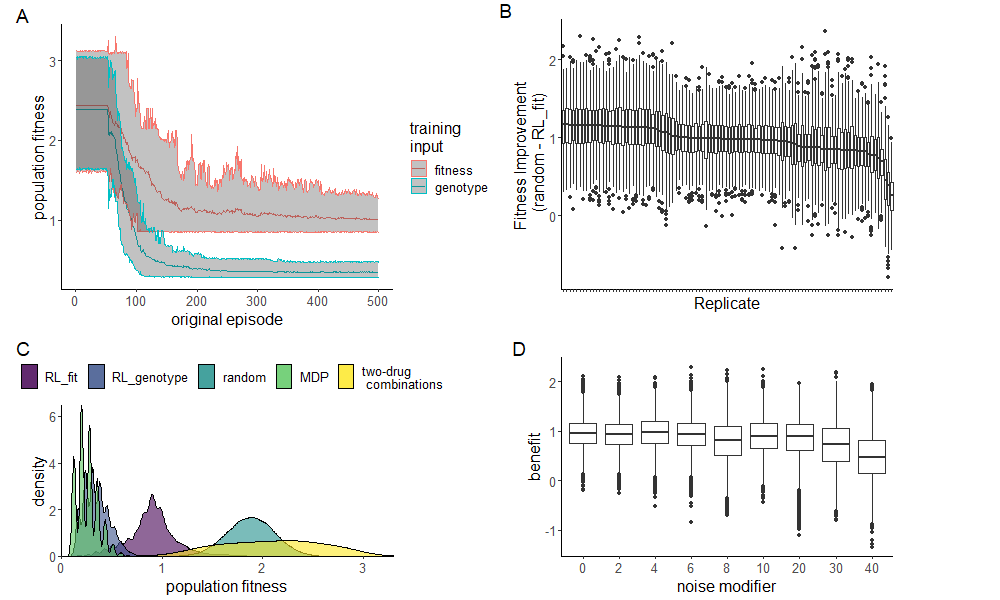 A
population fitness
3
2
1
0
100
200
300
400
500
original episode
training
input
fitness
genotype
B
Fitness Improvement
(random - RL_fit)
2
1
0
Replicate
C
RL_fit
RL_genotype
random
MDP
two-drug
combinations
density
6
4
2
0
0
1
2
3
population fitness
D
benefit
2
1
0
-1
0
2
4
6
8
10
20
30
40
noise modifier